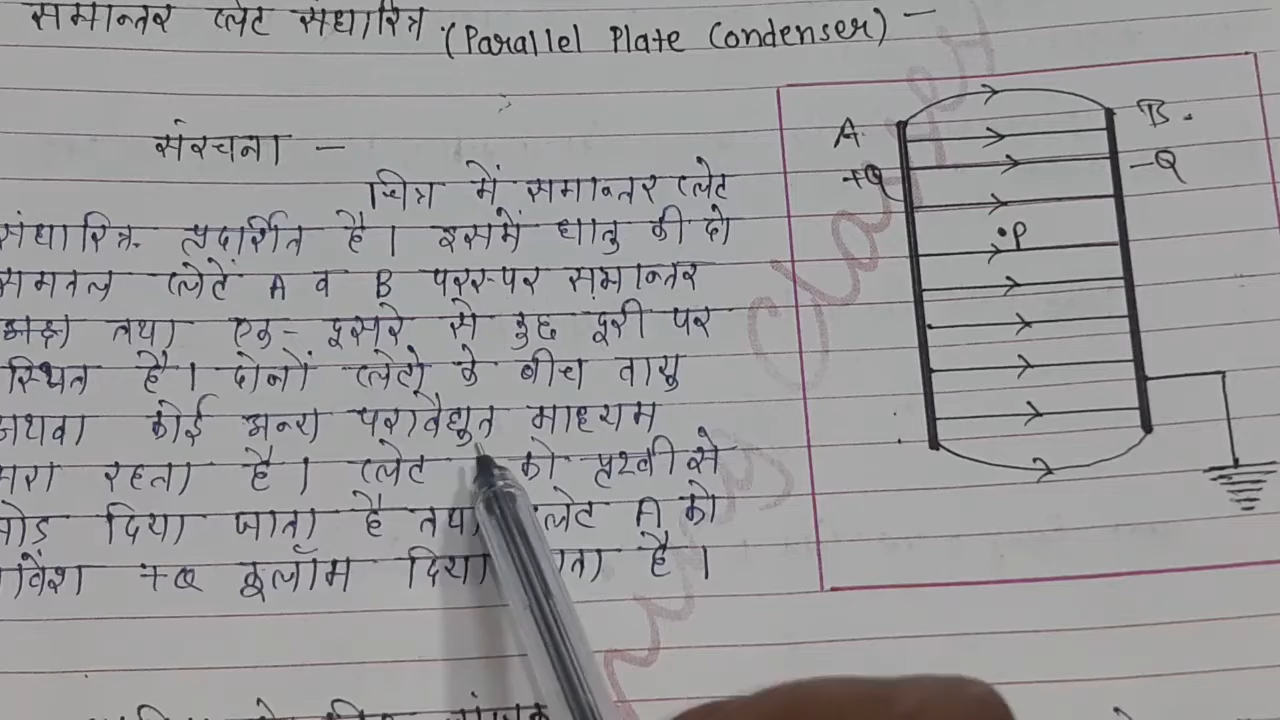 समान्तर प्लेट संधारित्र (Parallel Plate Condenser) –
संरचना –
चित्र में समान्तर प्लेट
संधारित्र प्रदर्शित है। इसमें धातु की दो
समतल प्लेटें A व B परस्पर समान्तर
तथा एक-दूसरे से कुछ दूरी पर
स्थित है। दोनों प्लेटों के बीच वायु
अथवा कोई अन्य परावैद्युत माध्यम
भरा रहता है। प्लेट को पृथ्वी से
जोड़ दिया जाता है तथा प्लेट A को
आवेश +Q कूलॉम दिया जाता है।
A
+Q
B.
-Q
.P